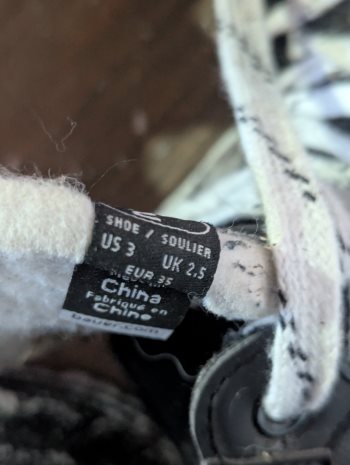 SHOE / SOULIER
US 3 UK 2.5
EUR 35
China
Fabriqué en
Chine
bauer.com